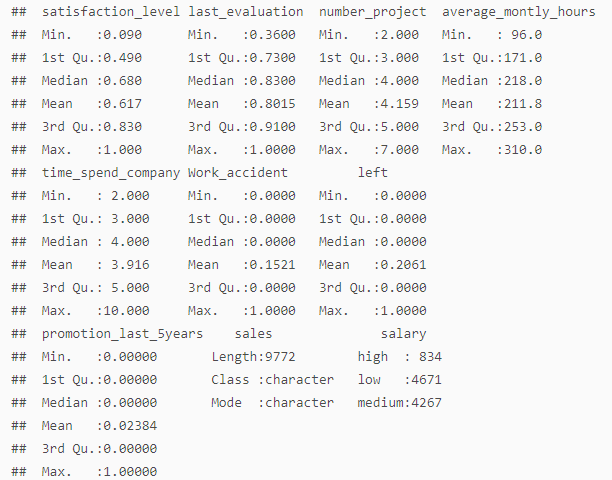 ##  satisfaction_level last_evaluation  number_project  average_montly_hours
##  Min.   :0.090      Min.   :0.3600   Min.   :2.000   Min.   : 96.0
##  1st Qu.:0.490      1st Qu.:0.7300   1st Qu.:3.000   1st Qu.:171.0
##  Median :0.680      Median :0.8300   Median :4.000   Median :218.0
##  Mean   :0.617      Mean   :0.8015   Mean   :4.159   Mean   :211.8
##  3rd Qu.:0.830      3rd Qu.:0.9100   3rd Qu.:5.000   3rd Qu.:253.0
##  Max.   :1.000      Max.   :1.0000   Max.   :7.000   Max.   :310.0
##  time_spend_company Work_accident         left
##  Min.   : 2.000     Min.   :0.0000   Min.   :0.0000
##  1st Qu.: 3.000     1st Qu.:0.0000   1st Qu.:0.0000
##  Median : 4.000     Median :0.0000   Median :0.0000
##  Mean   : 3.916     Mean   :0.1521   Mean   :0.2061
##  3rd Qu.: 5.000     3rd Qu.:0.0000   3rd Qu.:0.0000
##  Max.   :10.000     Max.   :1.0000   Max.   :1.0000
##  promotion_last_5years    sales              salary
##  Min.   :0.00000       Length:9772        high  : 834
##  1st Qu.:0.00000       Class :character   low   :4671
##  Median :0.00000       Mode  :character   medium:4267
##  Mean   :0.02384
##  3rd Qu.:0.00000
##  Max.   :1.00000